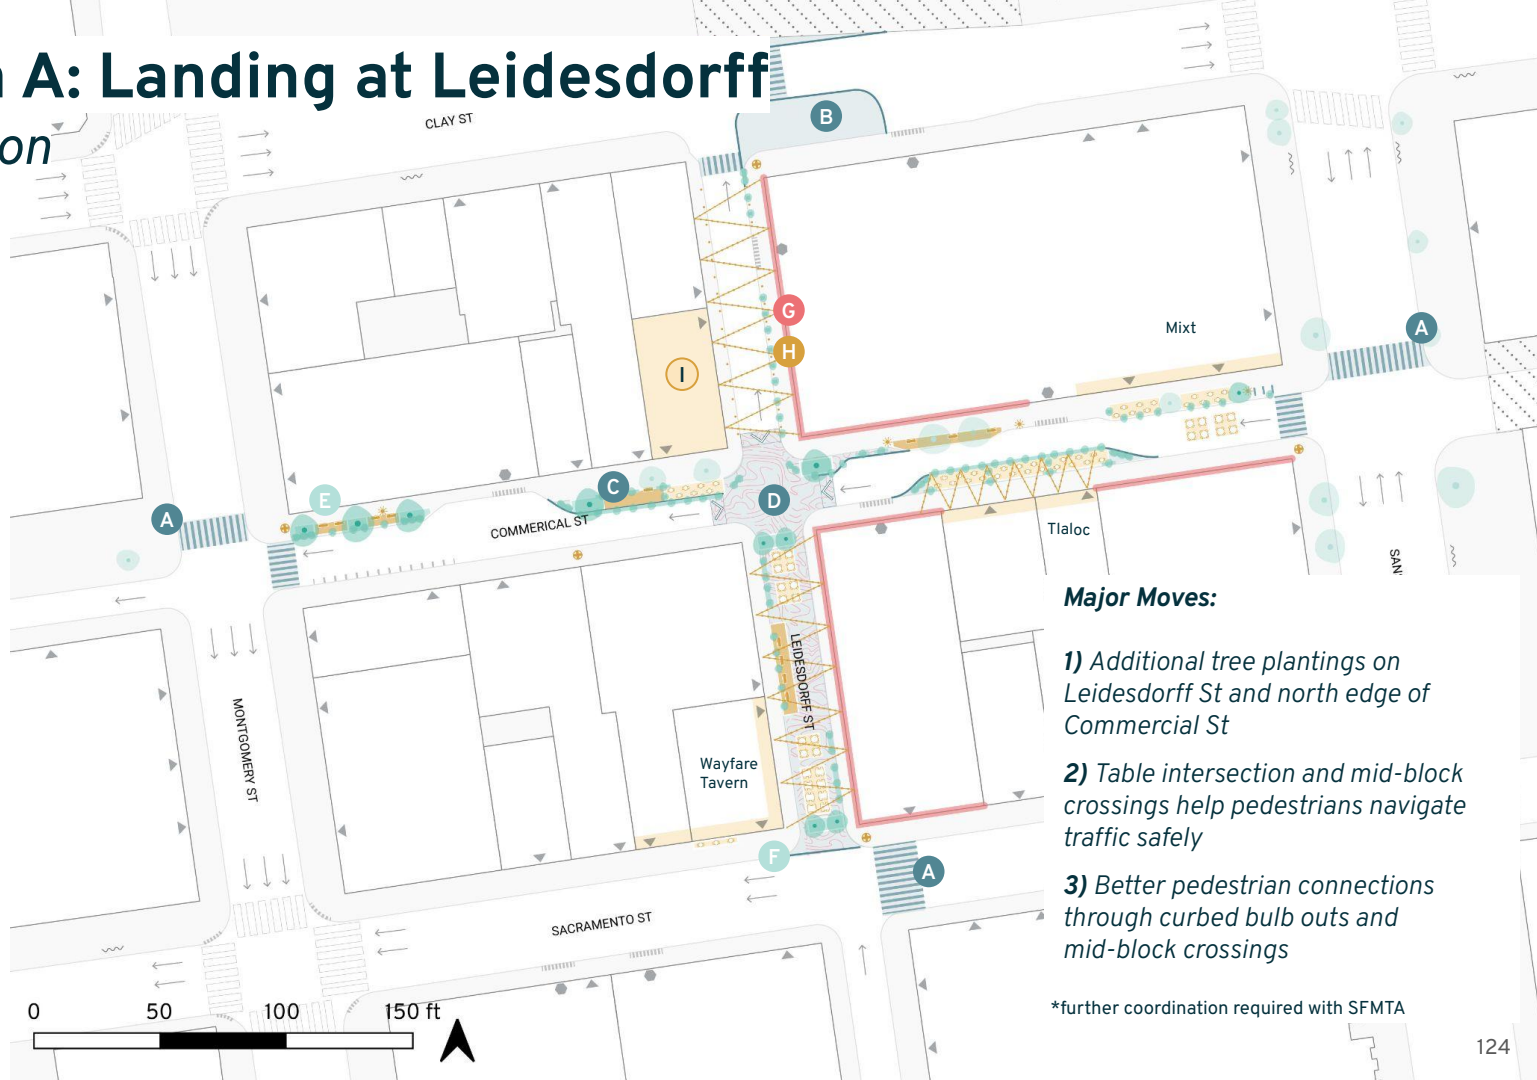 A: Landing at Leidesdorff
on
CLAY ST
B
G
H
I
Mixt
A
C
D
E
A
COMMERICAL ST
Tlaloc
LEIDESDORFF ST
MONTGOMERY ST
Wayfare
Tavern
F
A
SACRAMENTO ST
SAN
Major Moves:
1) Additional tree plantings on
Leidesdorff St and north edge of
Commercial St
2) Table intersection and mid-block
crossings help pedestrians navigate
traffic safely
3) Better pedestrian connections
through curbed bulb outs and
mid-block crossings
*further coordination required with SFMTA
0 50 100 150 ft
124